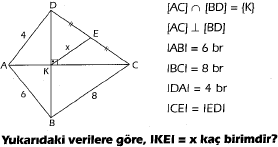 D
[AC] ∩ [BD] = {K}
4
E
[AC] ⊥ [BD]
x
|AB| = 6 br
A
K
C
|BC| = 8 br
6
8
|DA| = 4 br
B
|CE| = |ED|
Yukarıdaki verilere göre, |KE| = x kaç birimdir?